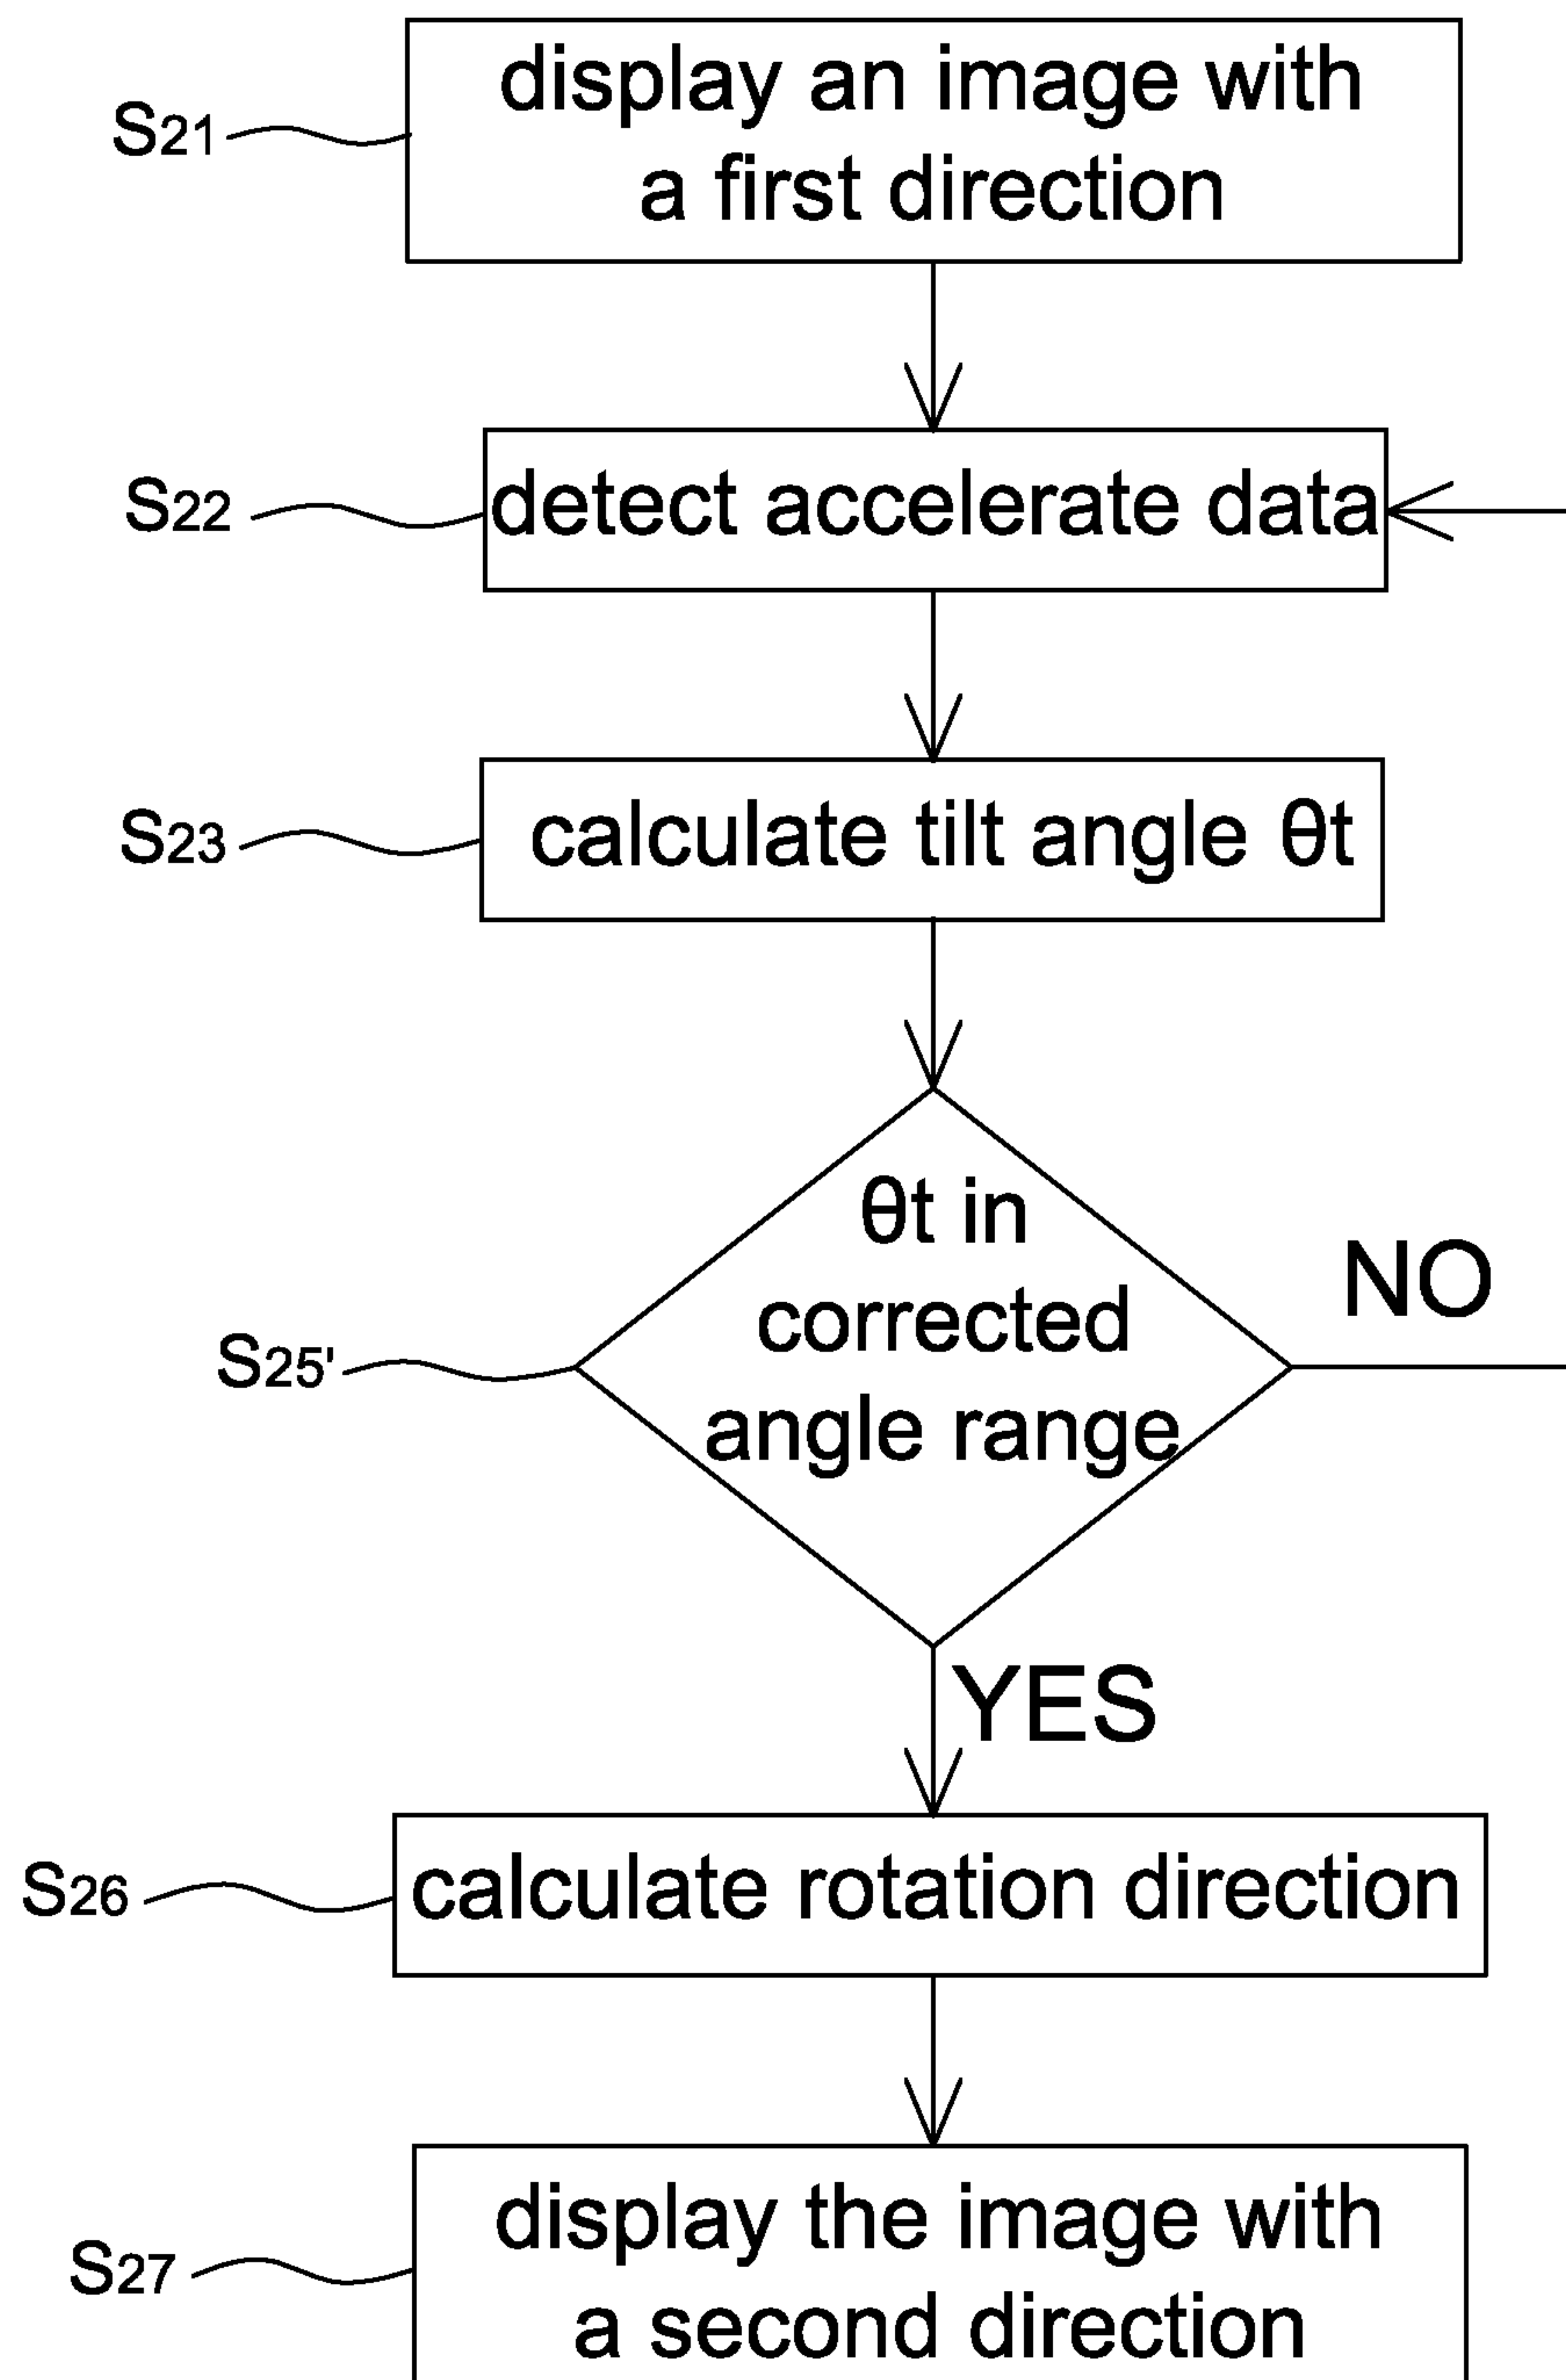 S21
display an image with
a first direction
S22
detect accelerate data
S23
calculate tilt angle θt
S25'
θt in
corrected
angle range
NO
YES
S26
calculate rotation direction
S27
display the image with
a second direction